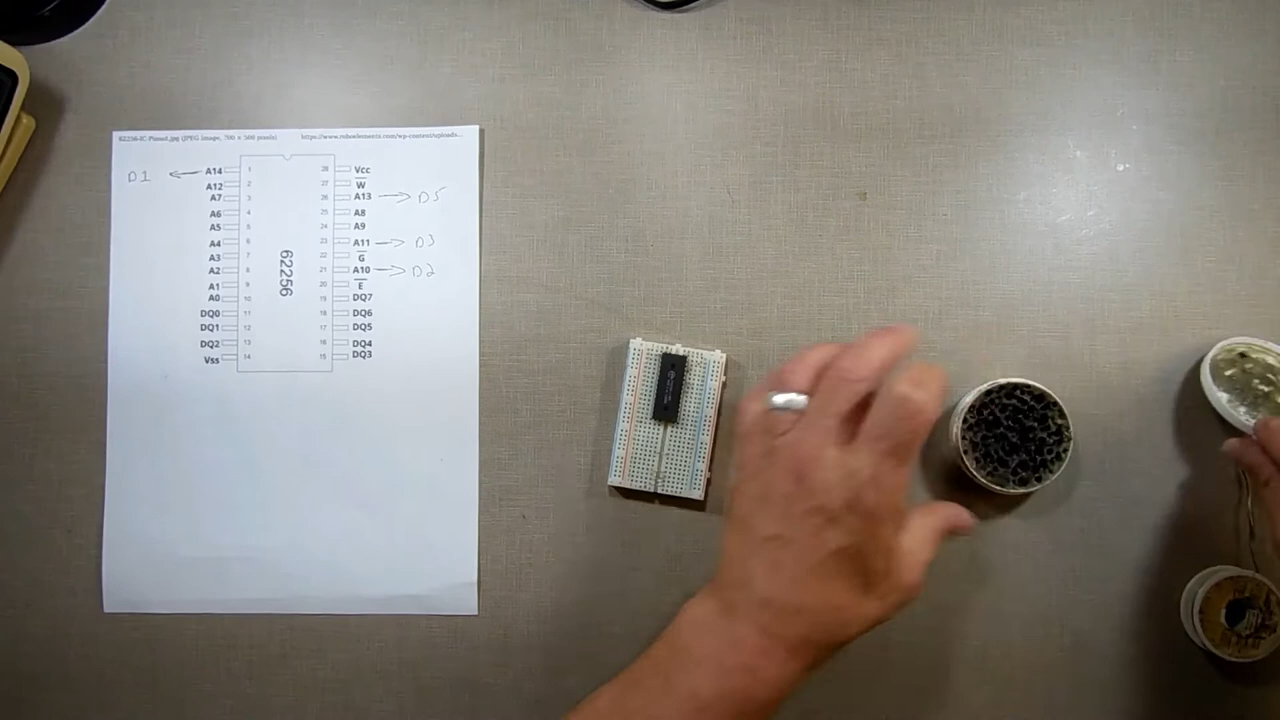 62256-IC-Pinout.jpg (JPEG Image, 700 × 500 pixels) https://www.roboelements.com/wp-content/uploads...
D1 ← A14 1 28 Vcc
A12 2 27 W
A7 3 26 A13 → D5
A6 4 25 A8
A5 5 24 A9
A4 6 23 A11 → D3
A3 7 22 G
A2 8 21 A10 → D2
A1 9 20 E
A0 10 19 DQ7
DQ0 11 18 DQ6
DQ1 12 17 DQ5
DQ2 13 16 DQ4
Vss 14 15 DQ3
62256